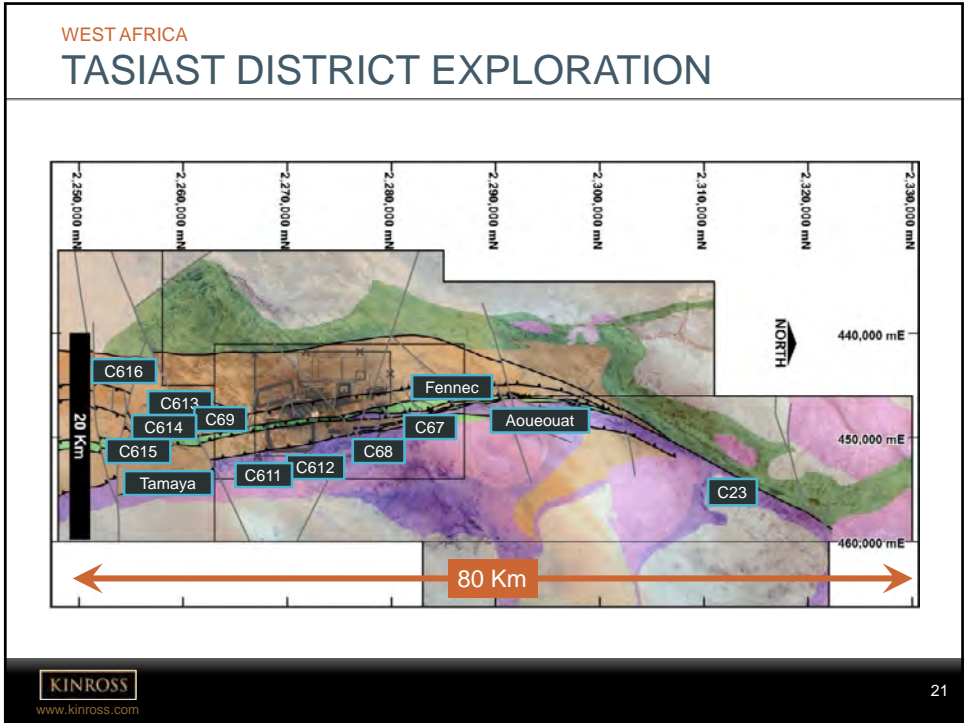 WEST AFRICA
TASIAST DISTRICT EXPLORATION
2,250,000 mN
2,260,000 mN
2,270,000 mN
2,280,000 mN
2,290,000 mN
2,300,000 mN
2,310,000 mN
2,320,000 mN
2,330,000 mN
440,000 mE
NORTH
C616
Fennec
C613
C69
C614
C67
Aoueouat
450,000 mE
20 Km
C615
C68
C612
C611
Tamaya
C23
460,000 mE
80 Km
KINROSS
www.kinross.com
21